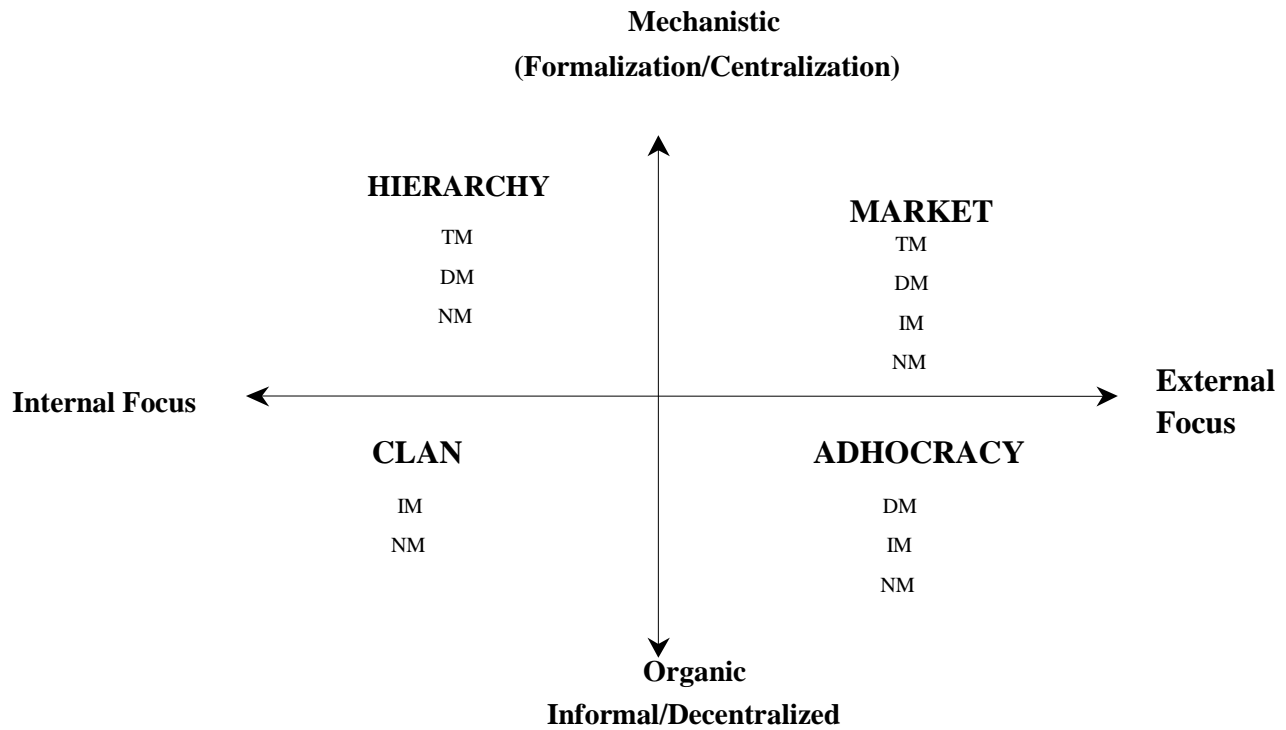 Mechanistic
(Formalization/Centralization)
HIERARCHY
TM
DM
NM
MARKET
TM
DM
IM
NM
Internal Focus
External
Focus
CLAN
IM
NM
ADHOCRACY
DM
IM
NM
Organic
Informal/Decentralized